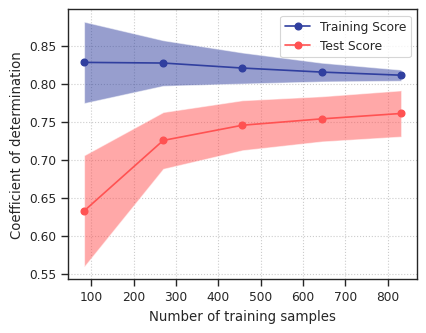 Training Score
Test Score
0.85
0.80
0.75
0.70
0.65
0.60
0.55
Coefficient of determination
100 200 300 400 500 600 700 800
Number of training samples